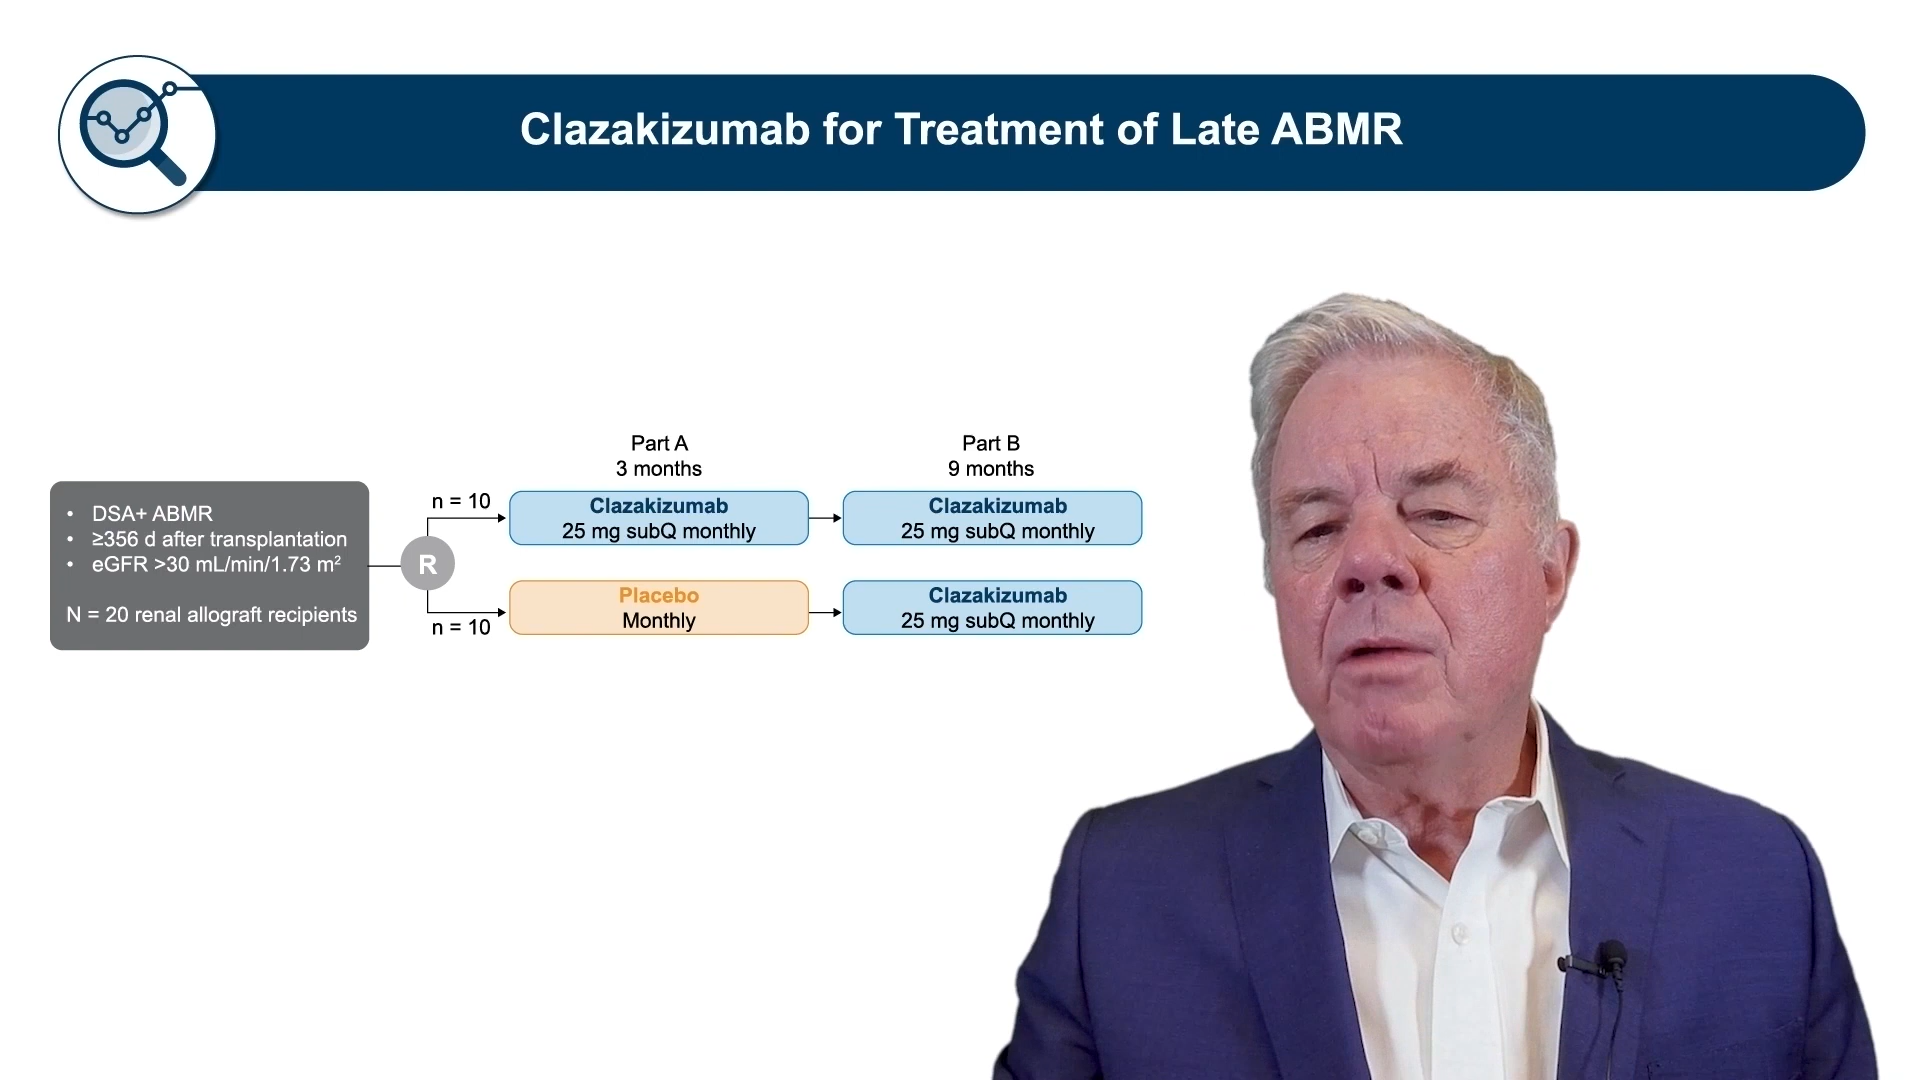 Clazakizumab for Treatment of Late ABMR
• DSA+ ABMR
• ≥356 d after transplantation
• eGFR >30 mL/min/1.73 m²
N = 20 renal allograft recipients
R
n = 10
n = 10
Part A
3 months
Clazakizumab
25 mg subQ monthly
Placebo
Monthly
Part B
9 months
Clazakizumab
25 mg subQ monthly
Clazakizumab
25 mg subQ monthly